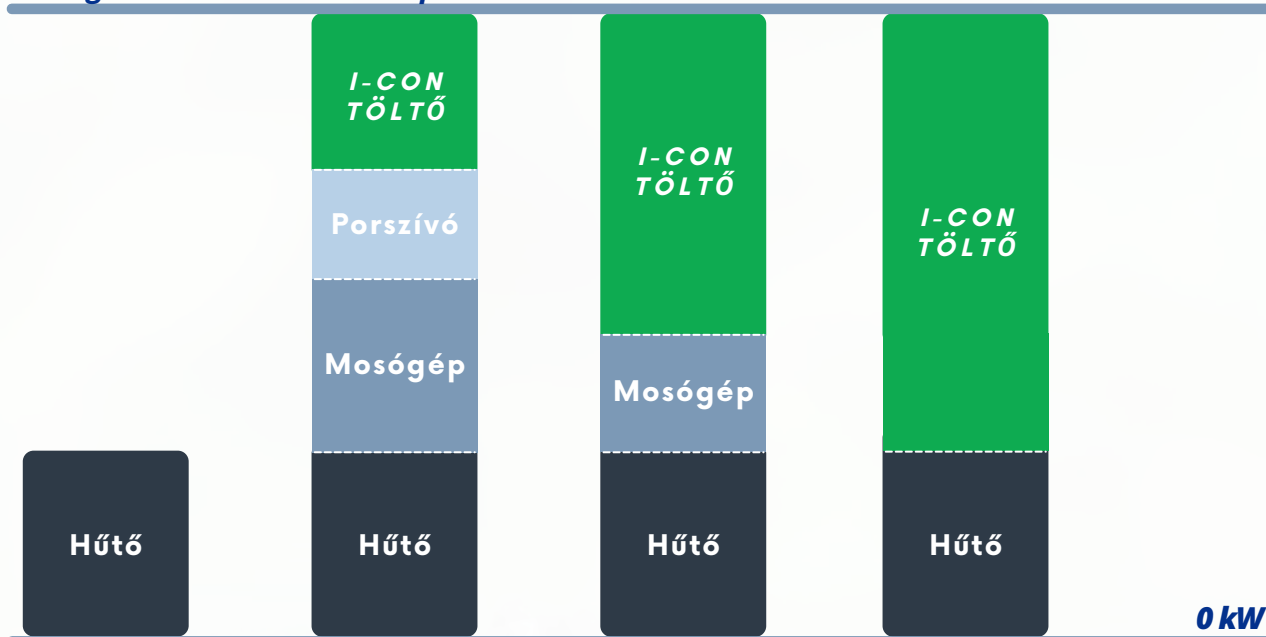 I-CON
TÖLTŐ
Porszívó
Mosógép
Hűtő
I-CON
TÖLTŐ
Mosógép
Hűtő
I-CON
TÖLTŐ
Hűtő
Hűtő
0 kW